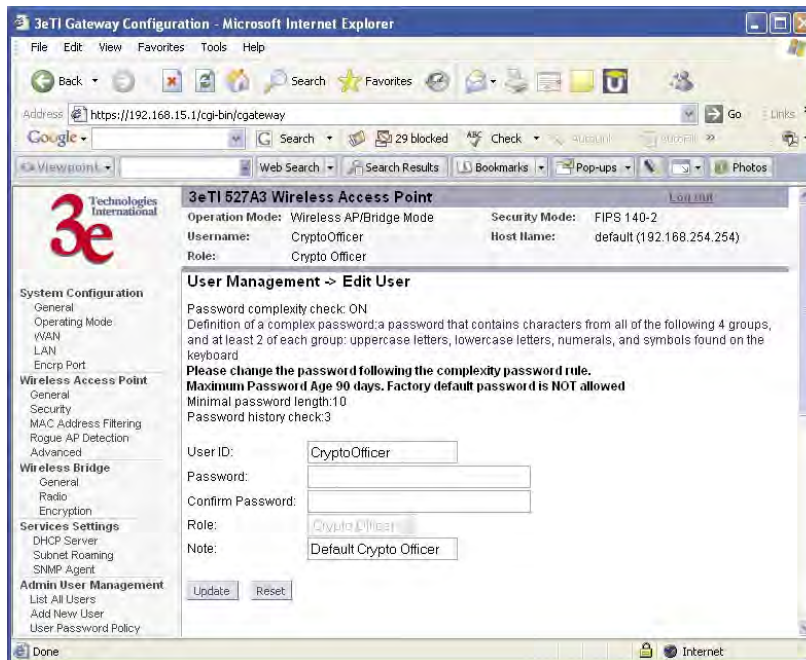 3eTI Gateway Configuration - Microsoft Internet Explorer
File Edit View Favorites Tools Help
Back Search Favorites
Address https://192.168.15.1/cgi-bin/cgateway Go Links
Google Search 29 blocked ABC Check AutoLink AutoFill
Viewpoint Web Search Search Results Bookmarks Pop-ups Photos
3e Technologies International
3eTI 527A3 Wireless Access Point Log out
Operation Mode: Wireless AP/Bridge Mode Security Mode: FIPS 140-2
Username: CryptoOfficer Host Name: default (192.168.254.254)
Role: Crypto Officer
System Configuration
General
Operating Mode
WAN
LAN
Encrp Port
Wireless Access Point
General
Security
MAC Address Filtering
Rogue AP Detection
Advanced
Wireless Bridge
General
Radio
Encryption
Services Settings
DHCP Server
Subnet Roaming
SNMP Agent
Admin User Management
List All Users
Add New User
User Password Policy
User Management -> Edit User
Password complexity check: ON
Definition of a complex password:a password that contains characters from all of the following 4 groups,
and at least 2 of each group: uppercase letters, lowercase letters, numerals, and symbols found on the
keyboard
Please change the password following the complexity password rule.
Maximum Password Age 90 days. Factory default password is NOT allowed
Minimal password length:10
Password history check:3
User ID: CryptoOfficer
Password:
Confirm Password:
Role: Crypto Officer
Note: Default Crypto Officer
Update Reset
Done Internet